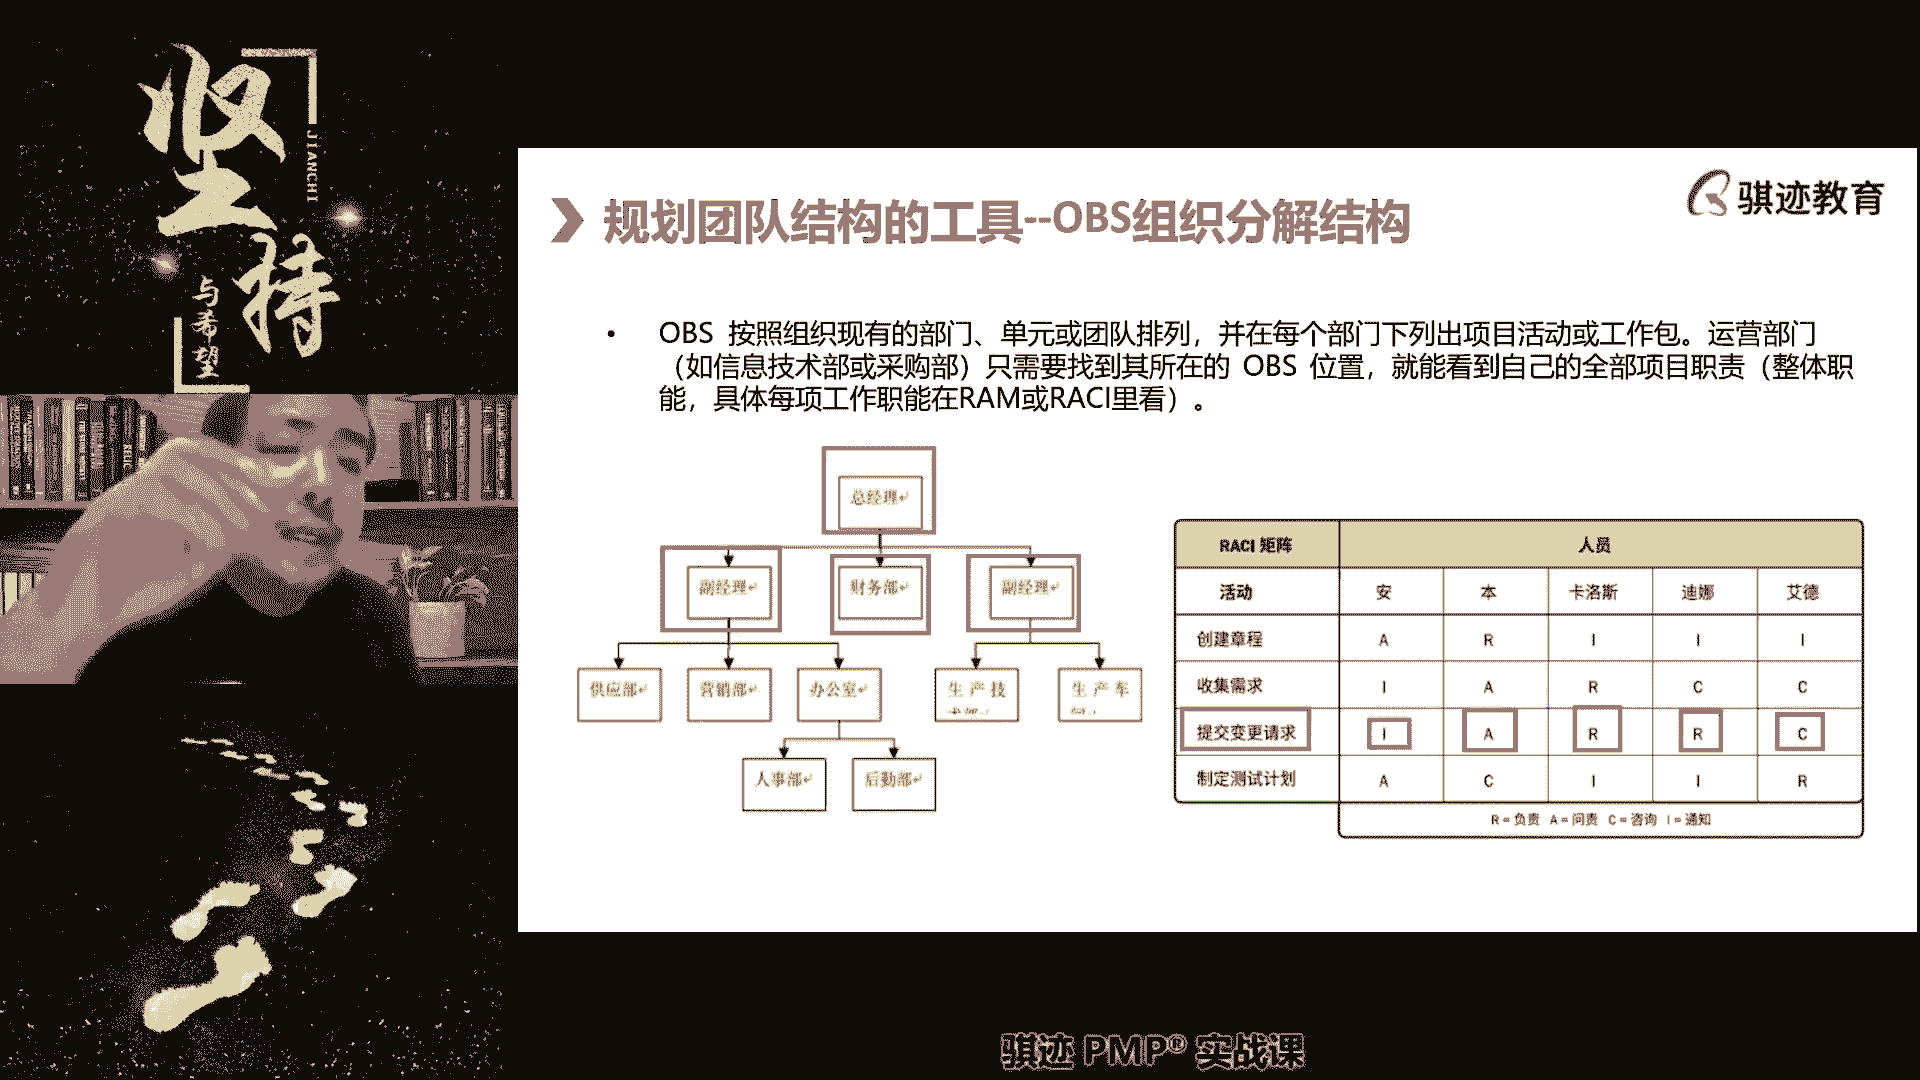 坚持
JIANCHI
与希望
骐迹教育
规划团队结构的工具--OBS组织分解结构
• OBS 按照组织现有的部门、单元或团队排列，并在每个部门下列出项目活动或工作包。运营部门
（如信息技术部或采购部）只需要找到其所在的 OBS 位置，就能看到自己的全部项目职责（整体职
能，具体每项工作职能在RAM或RACI里看）。
总经理
副经理 财务部 副经理
供应部 营销部 办公室 生 产 技 生 产 车
人事部 后勤部
RACI 矩阵 人员
活动 安 本 卡洛斯 迪娜 艾德
创建章程 A R I I I
收集需求 I A R C C
提交变更请求 I A R R C
制定测试计划 A C I I R
R = 负责 A = 问责 C = 咨询 I = 通知
骐迹 PMP® 实战课